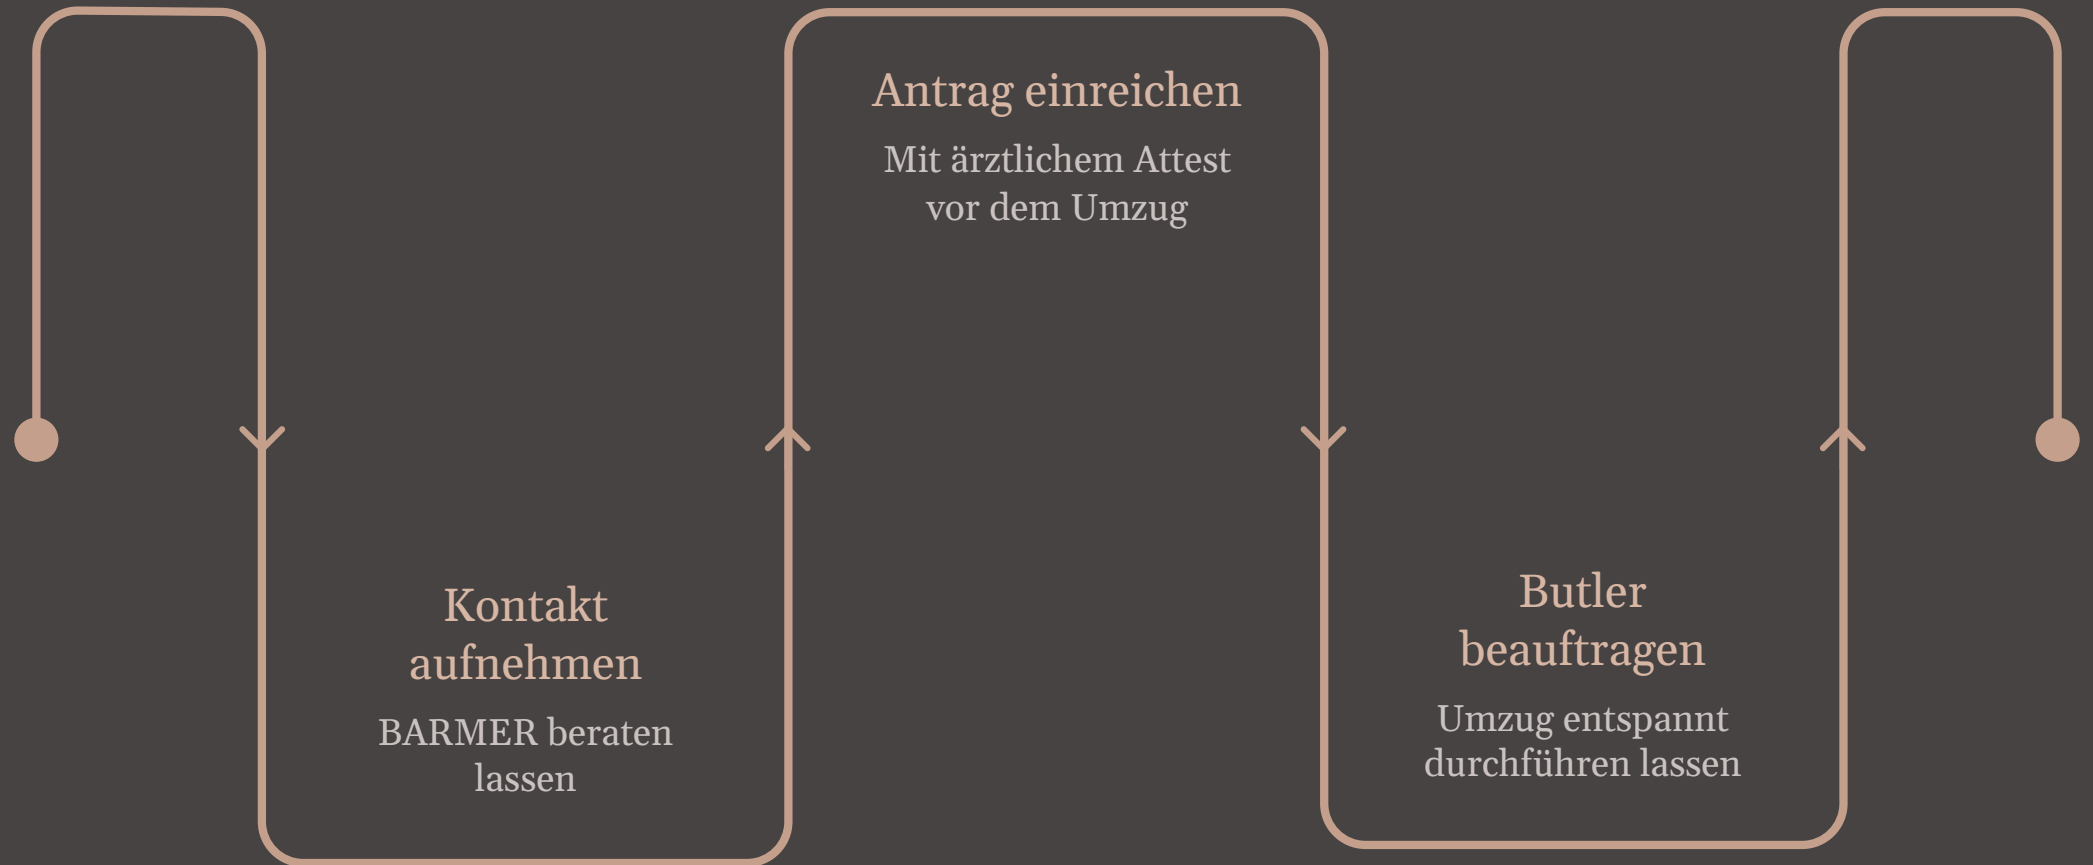 Kontakt
aufnehmen
BARMER beraten
lassen
Antrag einreichen
Mit ärztlichem Attest
vor dem Umzug
Butler
beauftragen
Umzug entspannt
durchführen lassen